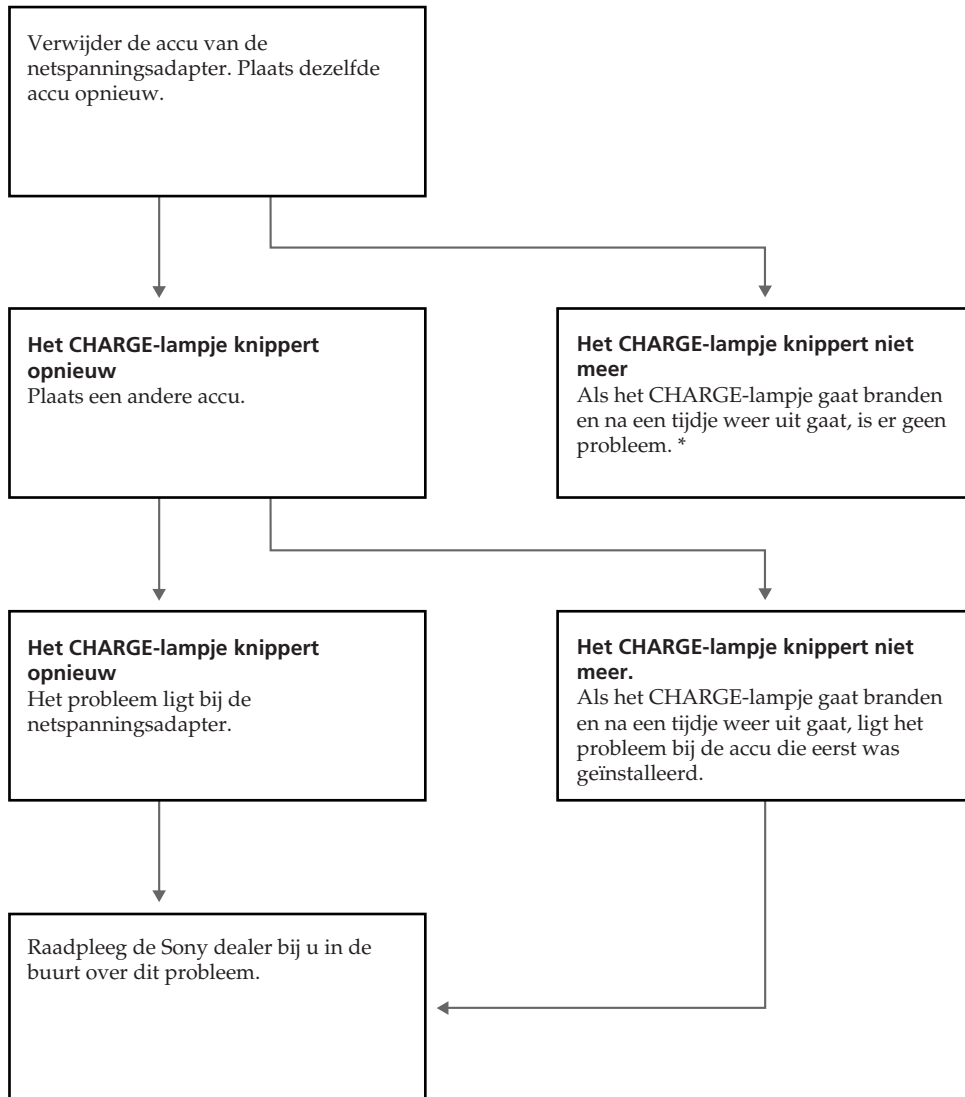 Verwijder de accu van de
netspanningsadapter. Plaats dezelfde
accu opnieuw.
Het CHARGE-lampje knippert
opnieuw
Plaats een andere accu.
Het CHARGE-lampje knippert niet
meer
Als het CHARGE-lampje gaat branden
en na een tijdje weer uit gaat, is er geen
probleem. *
Het CHARGE-lampje knippert
opnieuw
Het probleem ligt bij de
netspanningsadapter.
Het CHARGE-lampje knippert niet
meer.
Als het CHARGE-lampje gaat branden
en na een tijdje weer uit gaat, ligt het
probleem bij de accu die eerst was
geïnstalleerd.
Raadpleeg de Sony dealer bij u in de
buurt over dit probleem.